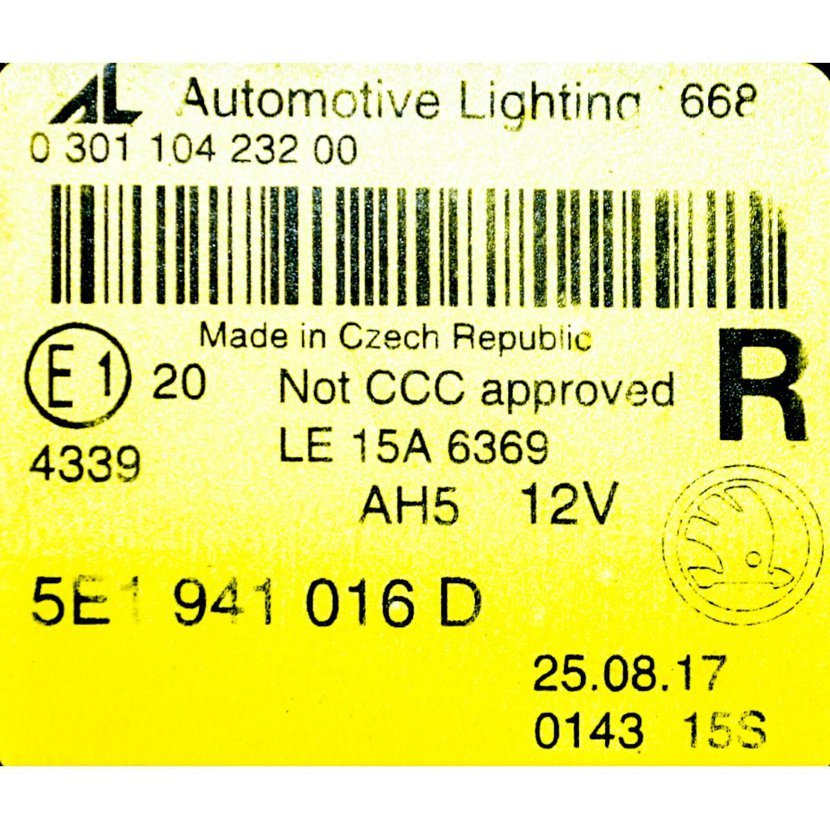 AL Automotive Lighting 668
0 301 104 232 00
Made in Czech Republic
E1 20
Not CCC approved
R
4339
LE 15A 6369
AH5 12V
5E1 941 016 D
25.08.17
0143 15S